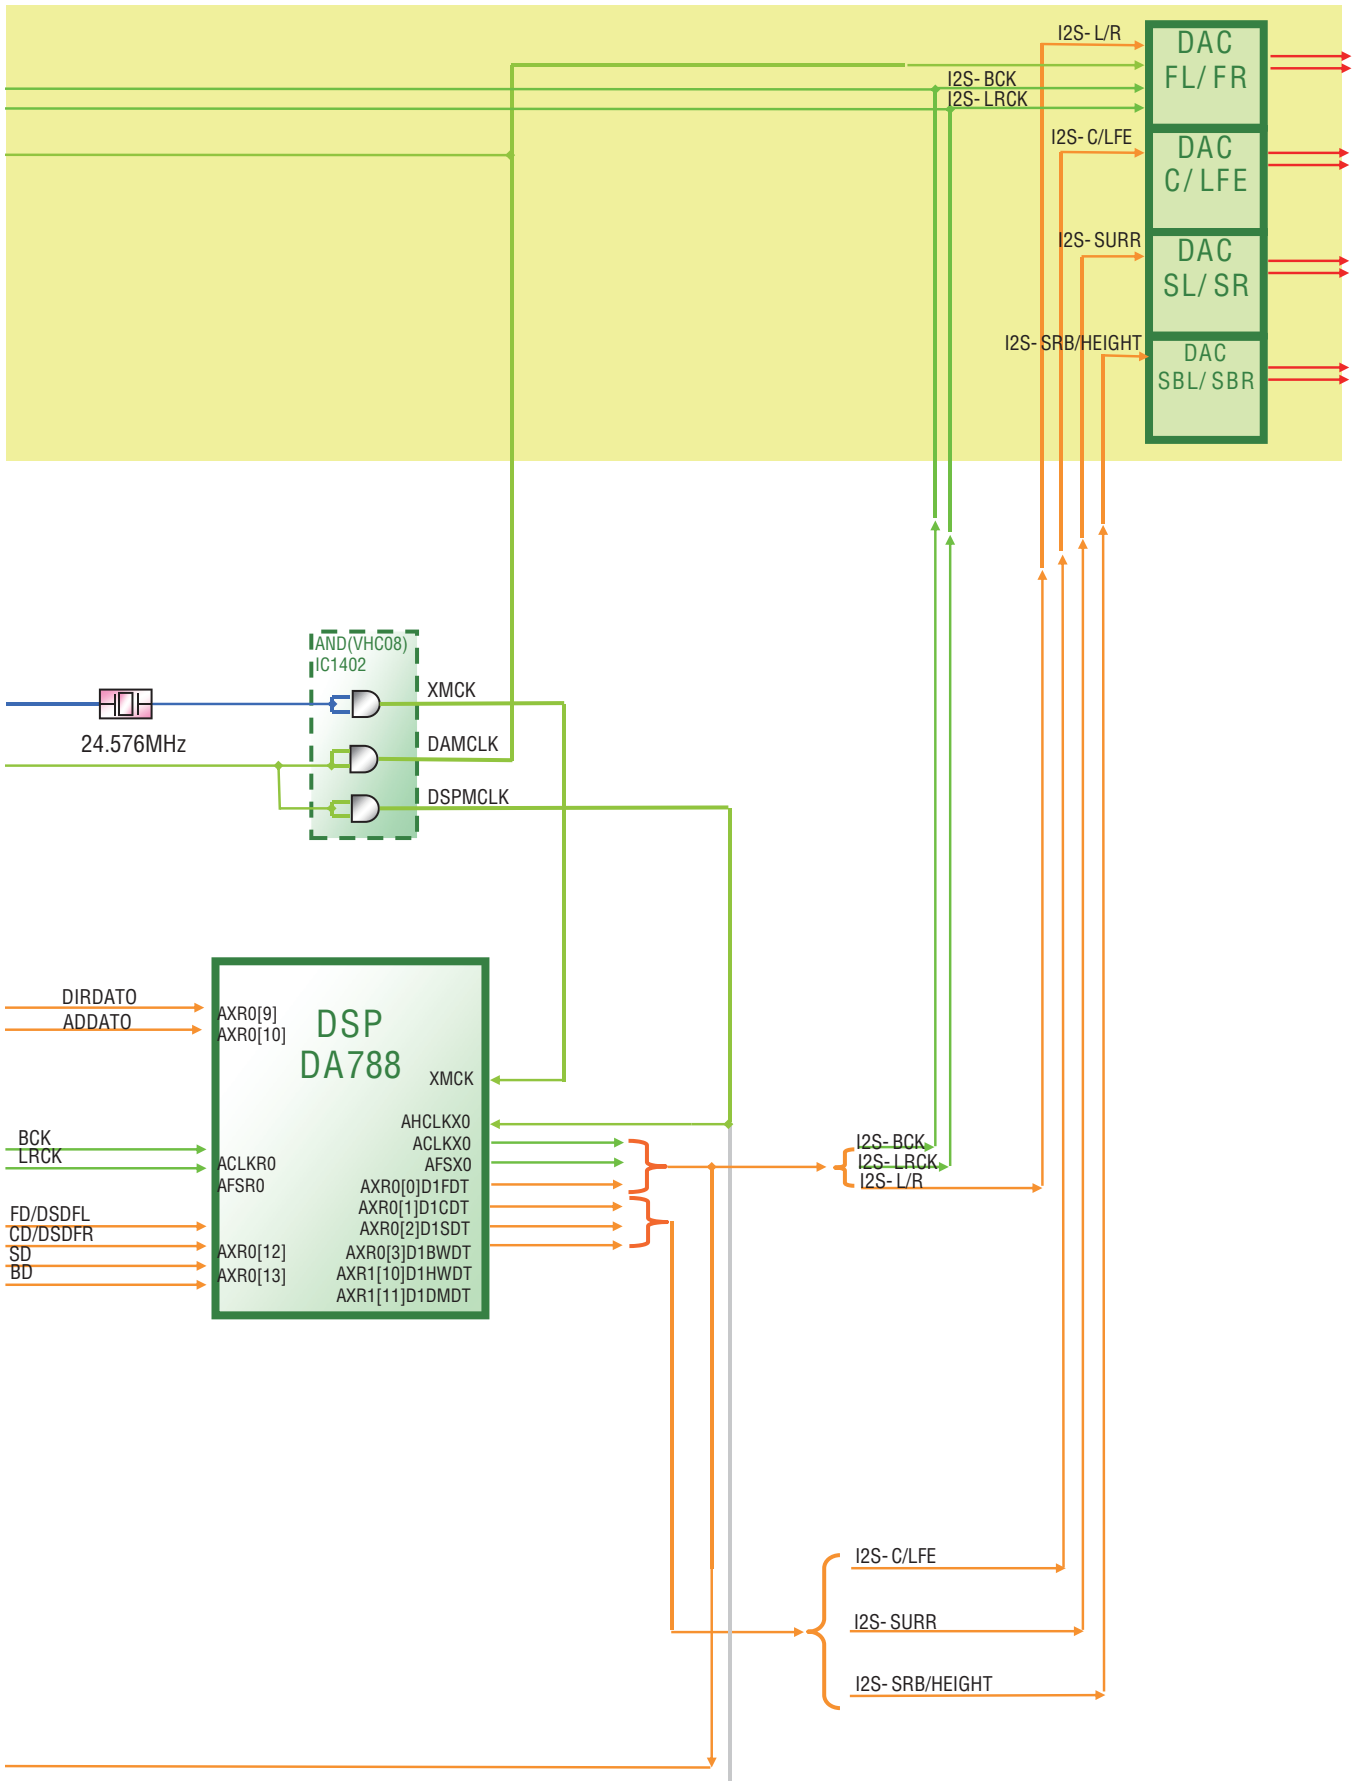 I2S- L/R
DAC
FL/ FR
I2S- BCK
I2S- LRCK
I2S- C/LFE
DAC
C/ LFE
I2S- SURR
DAC
SL/ SR
I2S- SRB/HEIGHT
DAC
SBL/ SBR
AND(VHC08)
IC1402
XMCK
24.576MHz
DAMCLK
DSPMCLK
DIRDATO
ADDATO
AXR0[9]
AXR0[10]
DSP
DA788
XMCK
AHCLKX0
ACLKX0
AFSX0
AXR0[0]D1FDT
AXR0[1]D1CDT
AXR0[2]D1SDT
AXR0[3]D1BWDT
AXR1[10]D1HWDT
AXR1[11]D1DMDT
BCK
LRCK
ACLKR0
AFSR0
FD/DSDFL
CD/DSDFR
SD
BD
AXR0[12]
AXR0[13]
I2S- BCK
I2S- LRCK
I2S- L/R
I2S- C/LFE
I2S- SURR
I2S- SRB/HEIGHT